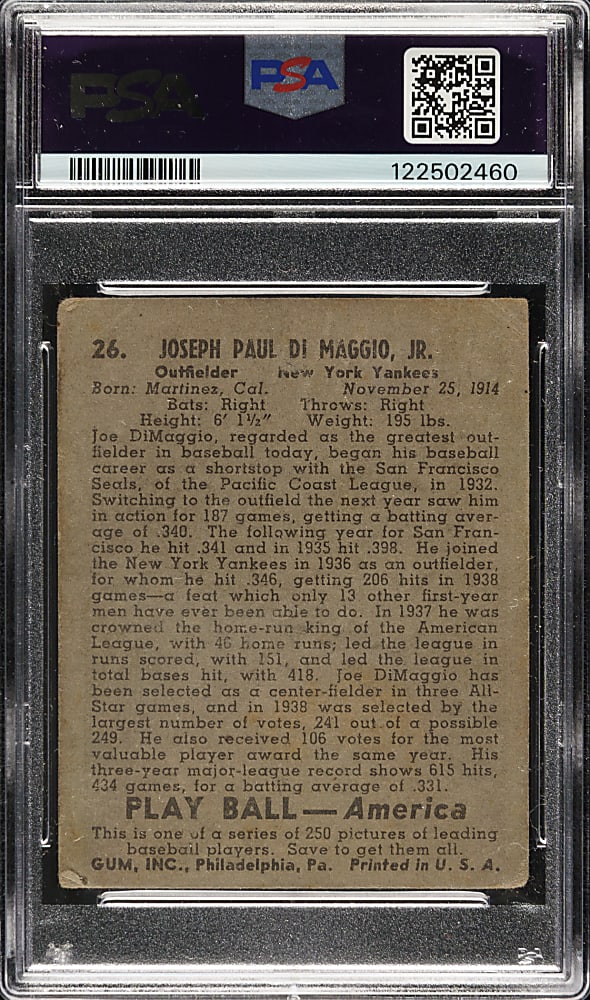 PSA
PSA
122502460
26. JOSEPH PAUL DI MAGGIO, JR.
Outfielder New York Yankees
Born: Martinez, Cal. November 25, 1914
Bats: Right Throws: Right
Height: 6' 1½" Weight: 195 lbs.
Joe DiMaggio, regarded as the greatest out-
fielder in baseball today, began his baseball
career as a shortstop with the San Francisco
Seals, of the Pacific Coast League, in 1932.
Switching to the outfield the next year saw him
in action for 187 games, getting a batting aver-
age of .340. The following year for San Fran-
cisco he hit .341 and in 1935 hit .398. He joined
the New York Yankees in 1936 as an outfielder,
for whom he hit .346, getting 206 hits in 1938
games—a feat which only 13 other first-year
men have ever been able to do. In 1937 he was
crowned the home-run king of the American
League, with 46 home runs; led the league in
runs scored, with 151, and led the league in
total bases hit, with 418. Joe DiMaggio has
been selected as a center-fielder in three All-
Star games, and in 1938 was selected by the
largest number of votes, 241 out of a possible
249. He also received 106 votes for the most
valuable player award the same year. His
three-year major-league record shows 615 hits,
434 games, for a batting average of .331.
PLAY BALL—America
This is one of a series of 250 pictures of leading
baseball players. Save to get them all.
GUM, INC., Philadelphia, Pa. Printed in U. S. A.